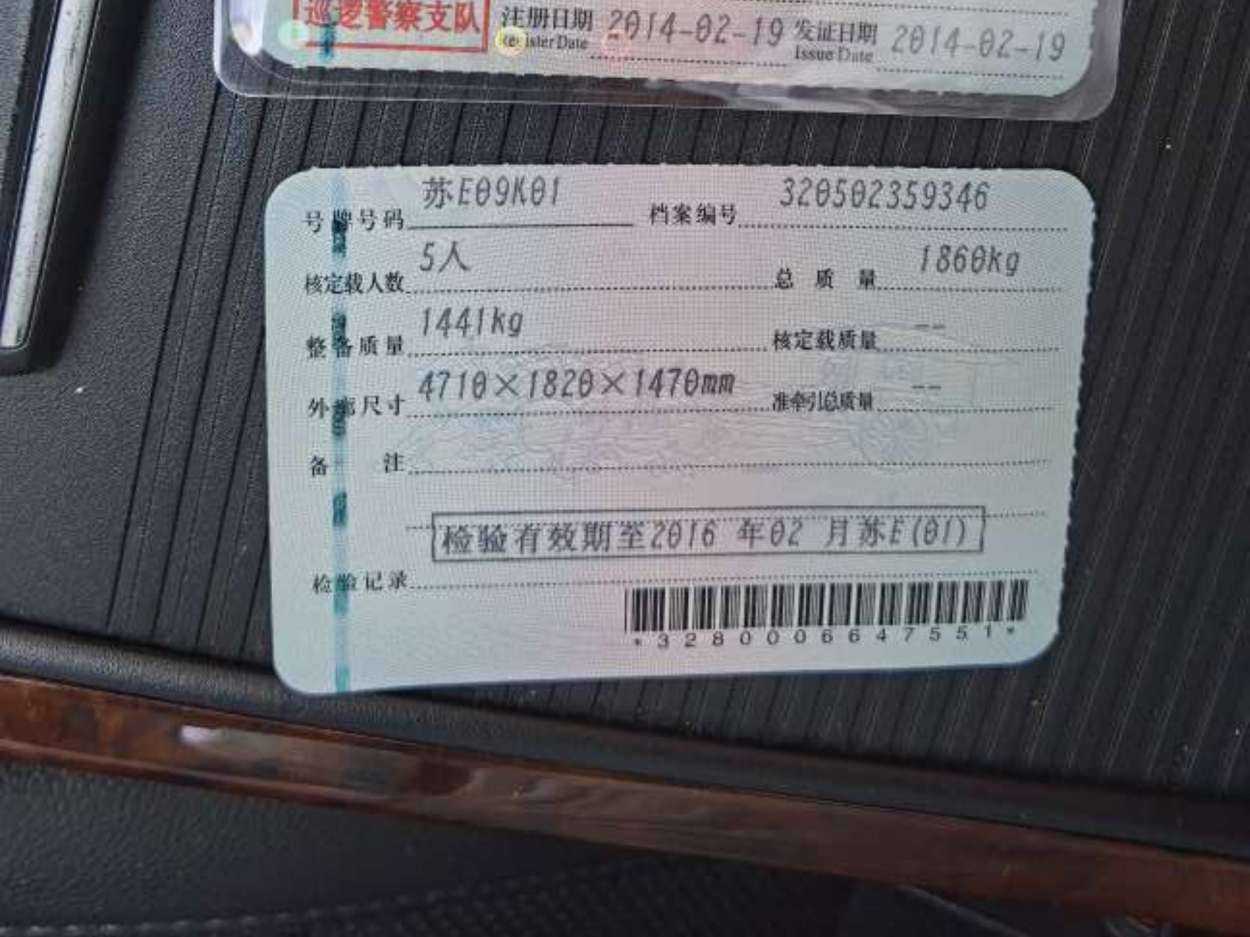 巡逻警察支队 注册日期 2014-02-19 发证日期 2014-02-19
Register Date Issue Date
号牌号码 苏E09K01 档案编号 320502359346
核定载人数 5人 总质量 1860kg
整备质量 1441kg 核定载质量 --
外廓尺寸 4710×1820×1470mm 准牵引总质量 --
备注
检验有效期至2016 年02 月苏E(01)
检验记录
*3280006647551*